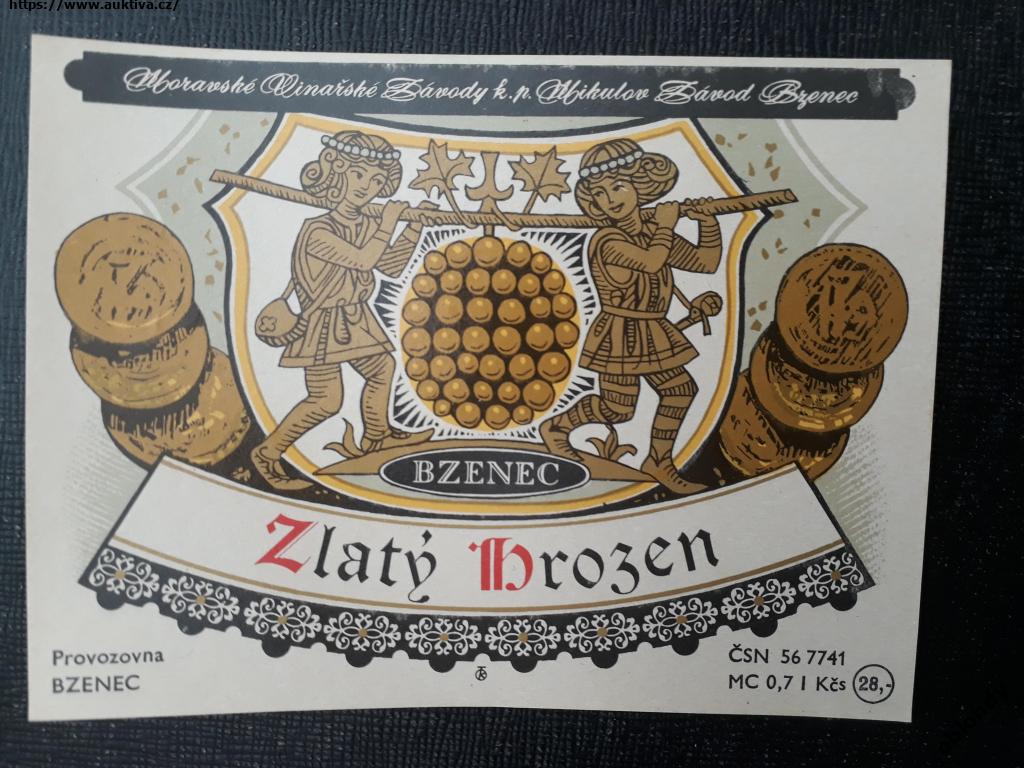 https://www.auktiva.cz/
Moravské Vinařské Závody k.p. Mikulov Závod Bzenec
BZENEC
Zlatý Hrozen
Provozovna
BZENEC
ČSN 56 7741
MC 0,7 l Kčs 28,-